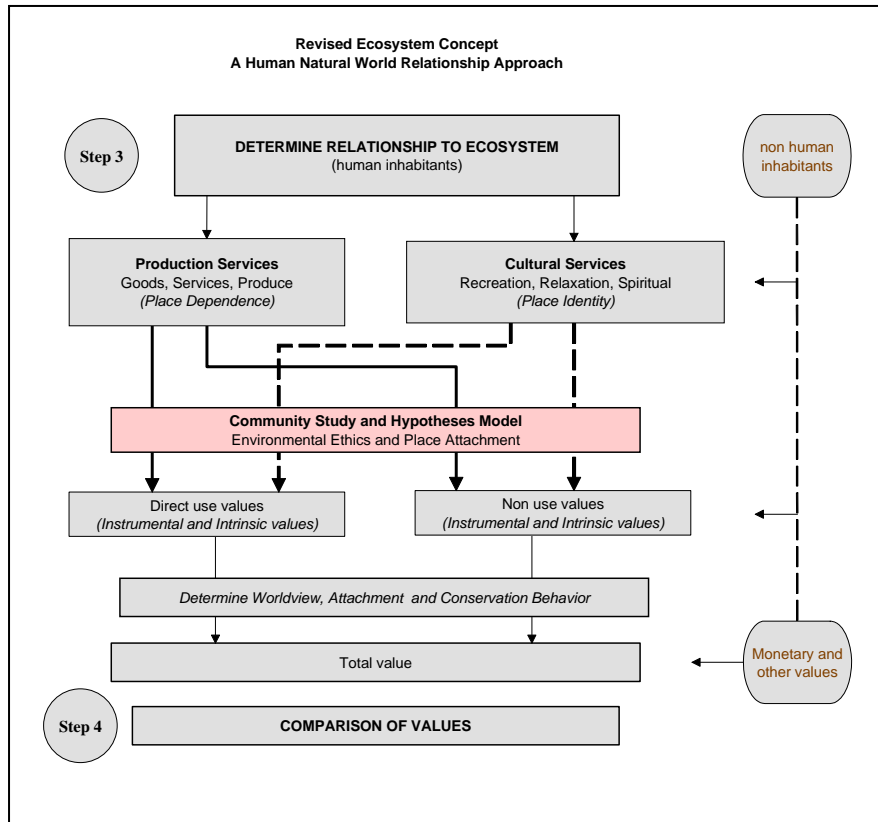 Revised Ecosystem Concept
A Human Natural World Relationship Approach
Step 3
DETERMINE RELATIONSHIP TO ECOSYSTEM
(human inhabitants)
non human
inhabitants
Production Services
Goods, Services, Produce
(Place Dependence)
Cultural Services
Recreation, Relaxation, Spiritual
(Place Identity)
Community Study and Hypotheses Model
Environmental Ethics and Place Attachment
Direct use values
(Instrumental and Intrinsic values)
Non use values
(Instrumental and Intrinsic values)
Determine Worldview, Attachment and Conservation Behavior
Total value
Monetary and
other values
Step 4
COMPARISON OF VALUES